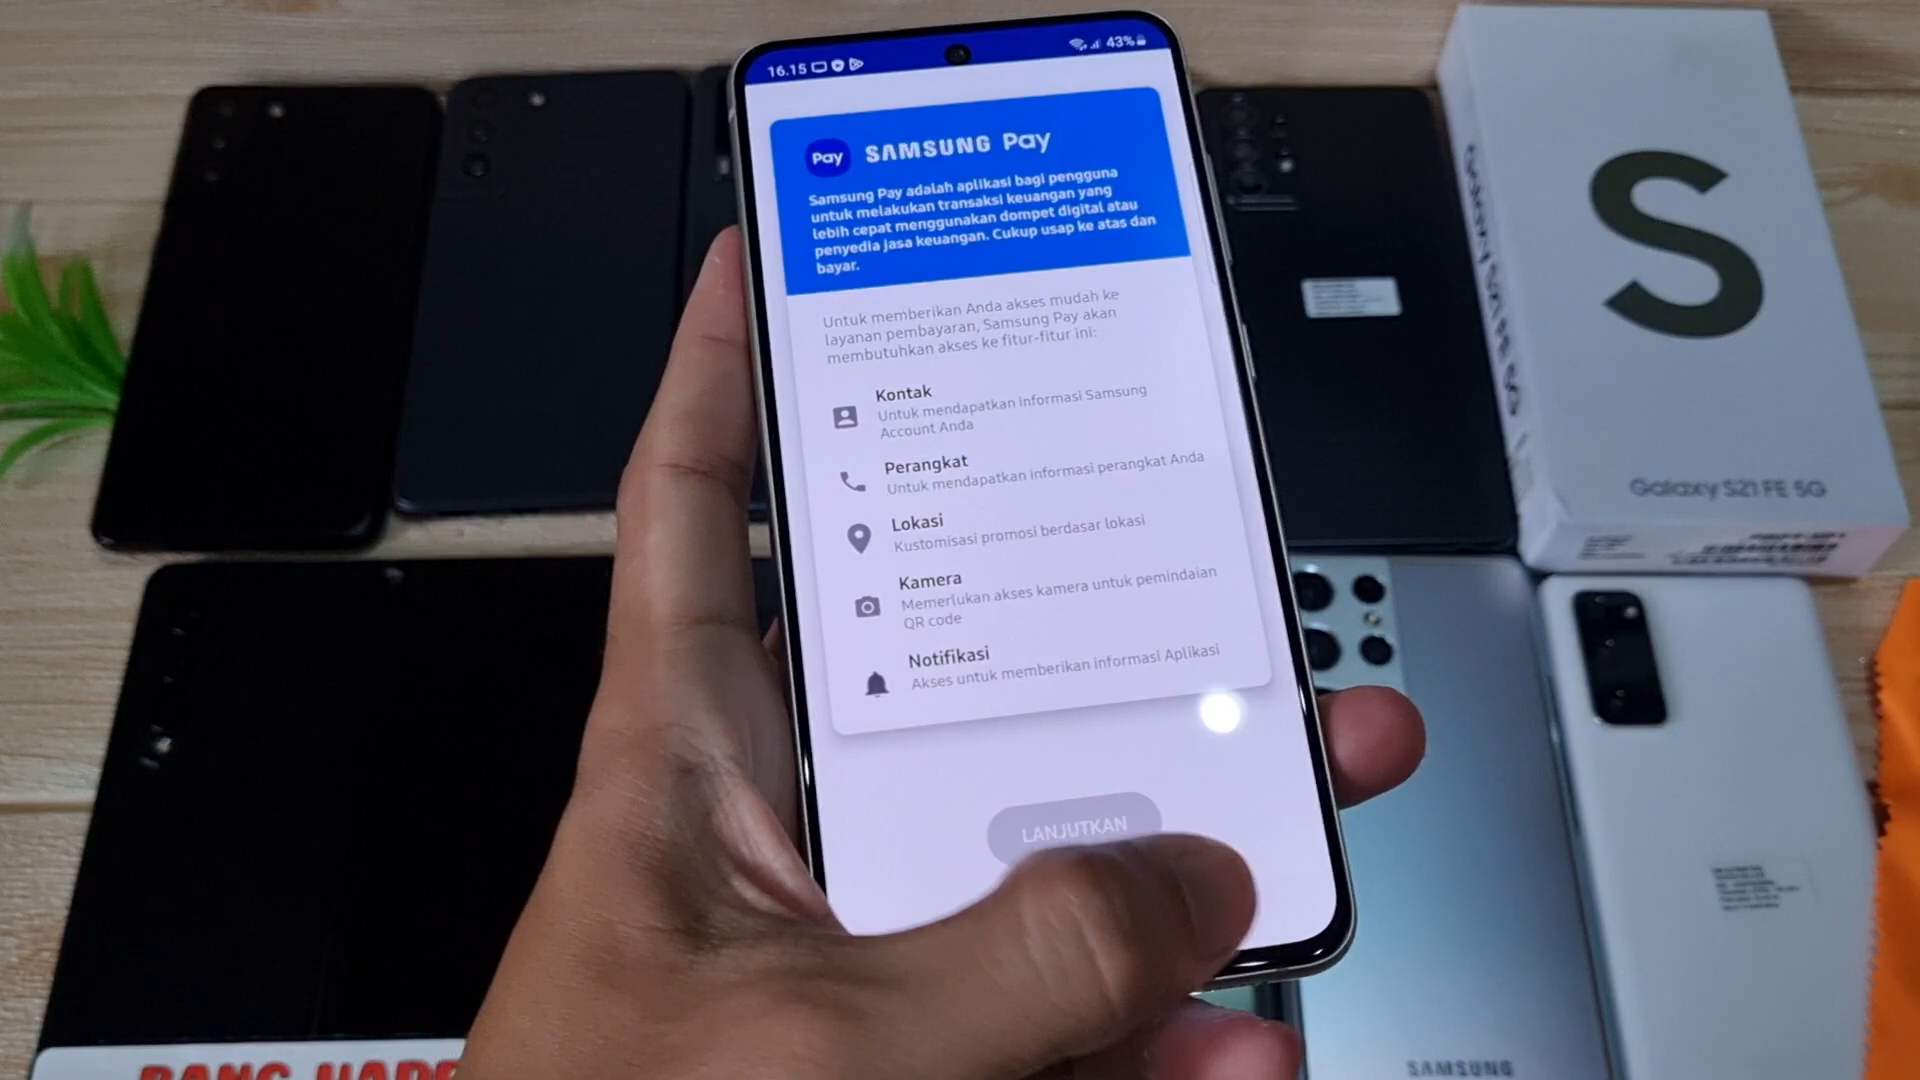 16.15
43%
Pay SAMSUNG Pay
Samsung Pay adalah aplikasi bagi pengguna
untuk melakukan transaksi keuangan yang
lebih cepat menggunakan dompet digital atau
penyedia jasa keuangan. Cukup usap ke atas dan
bayar.
Untuk memberikan Anda akses mudah ke
layanan pembayaran, Samsung Pay akan
membutuhkan akses ke fitur-fitur ini:
Kontak
Untuk mendapatkan informasi Samsung
Account Anda
Perangkat
Untuk mendapatkan informasi perangkat Anda
Lokasi
Kustomisasi promosi berdasar lokasi
Kamera
Memerlukan akses kamera untuk pemindaian
QR code
Notifikasi
Akses untuk memberikan informasi Aplikasi
LANJUTKAN
S
Galaxy S21 FE 5G
Galaxy S21 FE 5G
SAMSUNG